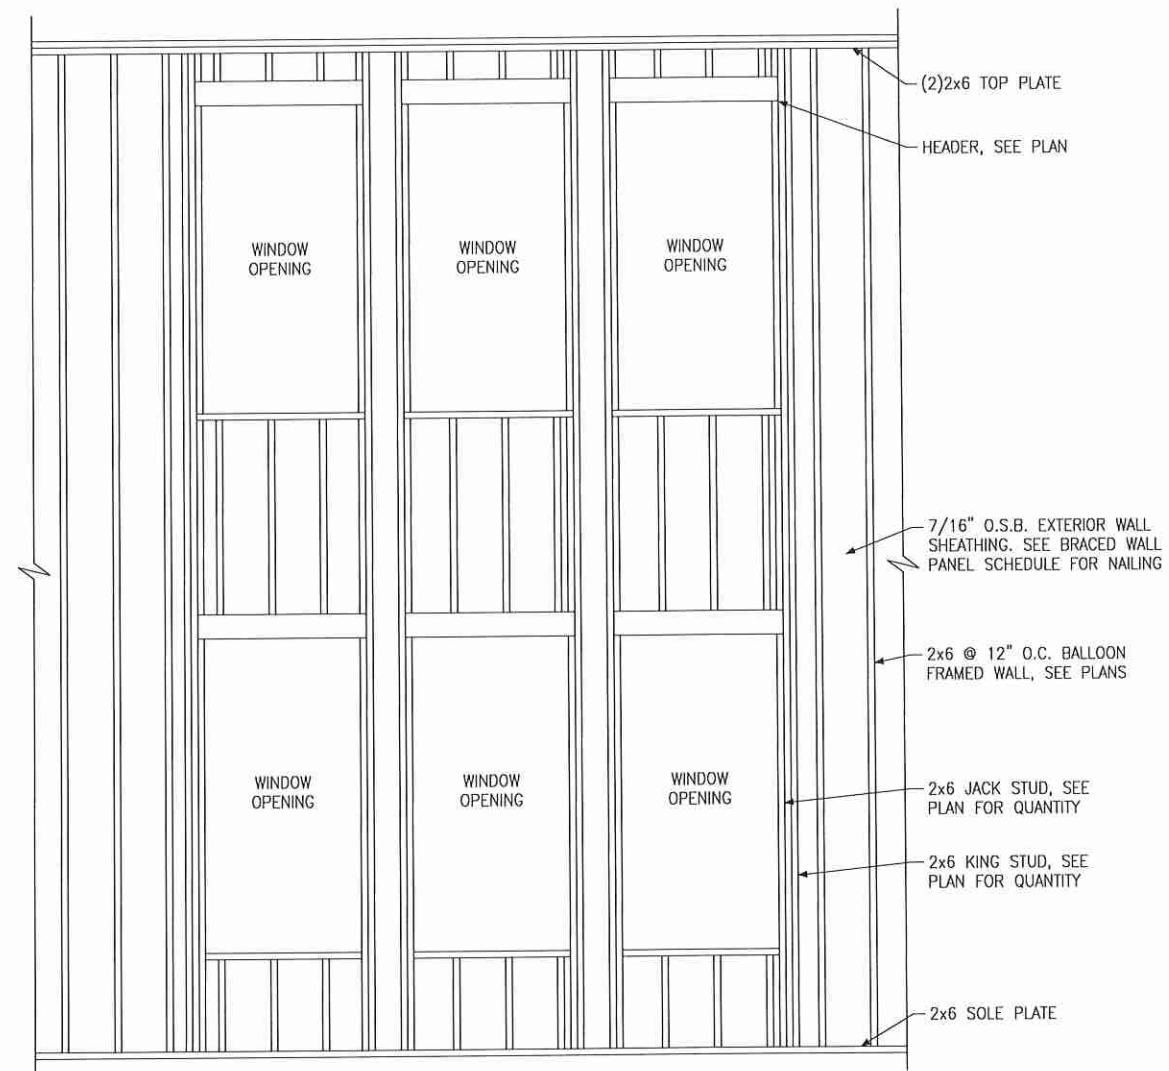 (2)2x6 TOP PLATE
HEADER, SEE PLAN
WINDOW
OPENING
WINDOW
OPENING
WINDOW
OPENING
7/16" O.S.B. EXTERIOR WALL
SHEATHING. SEE BRACED WALL
PANEL SCHEDULE FOR NAILING
2x6 @ 12" O.C. BALLOON
FRAMED WALL, SEE PLANS
WINDOW
OPENING
WINDOW
OPENING
WINDOW
OPENING
2x6 JACK STUD, SEE
PLAN FOR QUANTITY
2x6 KING STUD, SEE
PLAN FOR QUANTITY
2x6 SOLE PLATE